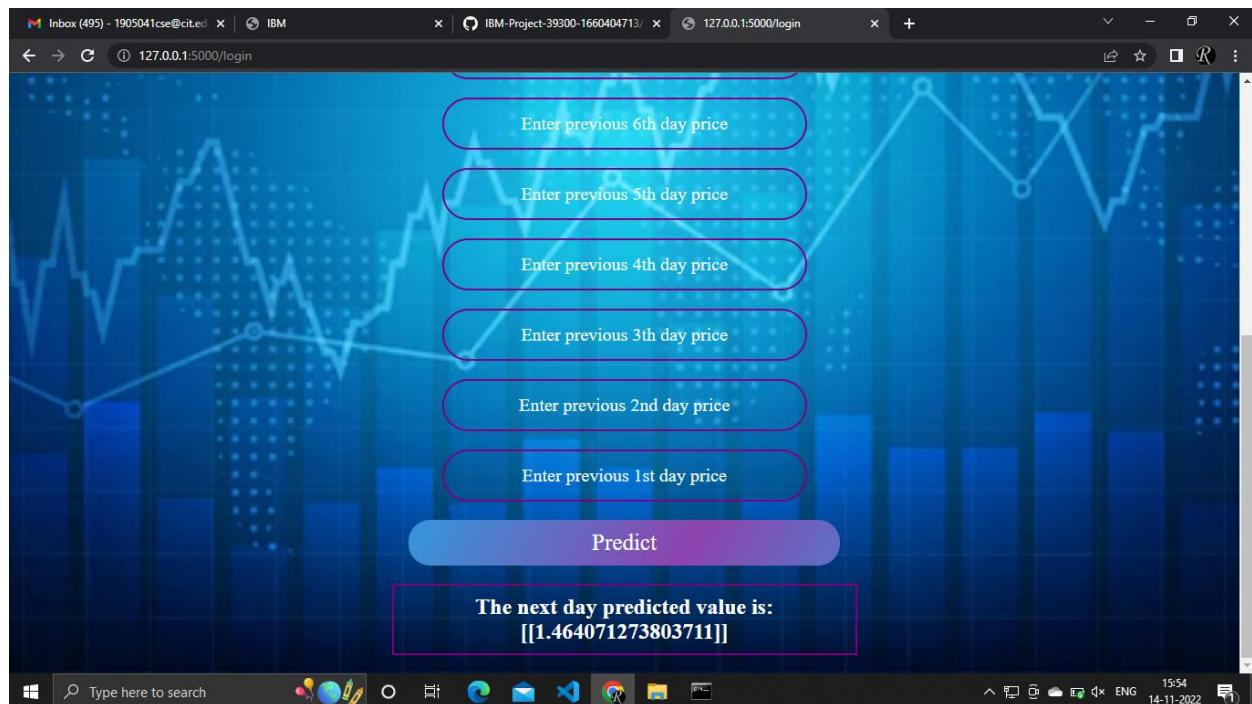 Inbox (495) - 1905041cse@cit.ed
IBM
IBM-Project-39300-1660404713/
127.0.0.1:5000/login
127.0.0.1:5000/login
Enter previous 6th day price
Enter previous 5th day price
Enter previous 4th day price
Enter previous 3th day price
Enter previous 2nd day price
Enter previous 1st day price
Predict
The next day predicted value is:
[[1.464071273803711]]
Type here to search
ENG
15:54
14-11-2022